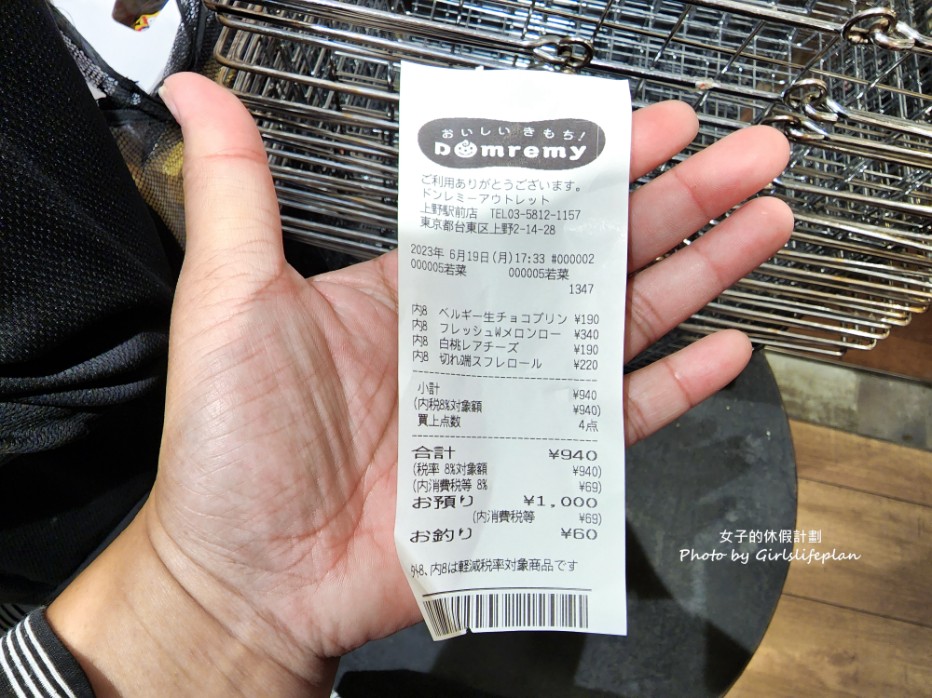 おいしいきもち!
Domremy
ご利用ありがとうございます。
ドンレミーアウトレット
上野駅前店 TEL03-5812-1157
東京都台東区上野2-14-28
2023年 6月19日(月)17:33 #000002
000005若菜 000005若菜
1347
内8 ベルギー生チョコプリン ¥190
内8 フレッシュWメロンロー ¥340
内8 白桃レアチーズ ¥190
内8 切れ端スフレロール ¥220
小計 ¥940
(内税8%対象額 ¥940)
買上点数 4点
合計 ¥940
(税率 8%対象額 ¥940)
(内消費税等 8% ¥69)
お預り ¥1,000
(内消費税等 ¥69)
お釣り ¥60
外8、内8は軽減税率対象商品です
女子的休假計劃
Photo by Girlslifeplan